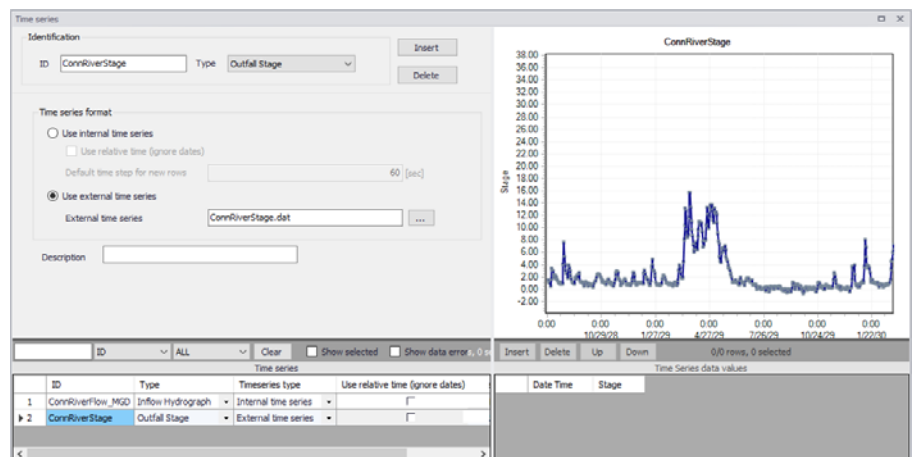 Time series
Identification
ID ConnRiverStage Type Outfall Stage
Insert
Delete
Time series format
Use internal time series
Use relative time (ignore dates)
Default time step for new rows 60 [sec]
Use external time series
External time series ConnRiverStage.dat ...
Description
ConnRiverStage
38.00
36.00
34.00
32.00
30.00
28.00
26.00
24.00
22.00
20.00
18.00
16.00
14.00
12.00
10.00
8.00
6.00
4.00
2.00
0.00
-2.00
Stage
0:00 0:00 0:00 0:00 0:00 0:00 0:00
10/29/28 1/27/29 4/27/29 7/26/29 10/24/29 1/22/30
ID ALL Clear Show selected Show data errors, 0 s
Insert Delete Up Down 0/0 rows, 0 selected
Time series
ID Type Timeseries type Use relative time (ignore dates)
1 ConnRiverFlow_MGD Inflow Hydrograph Internal time series
2 ConnRiverStage Outfall Stage External time series
Time Series data values
Date Time Stage